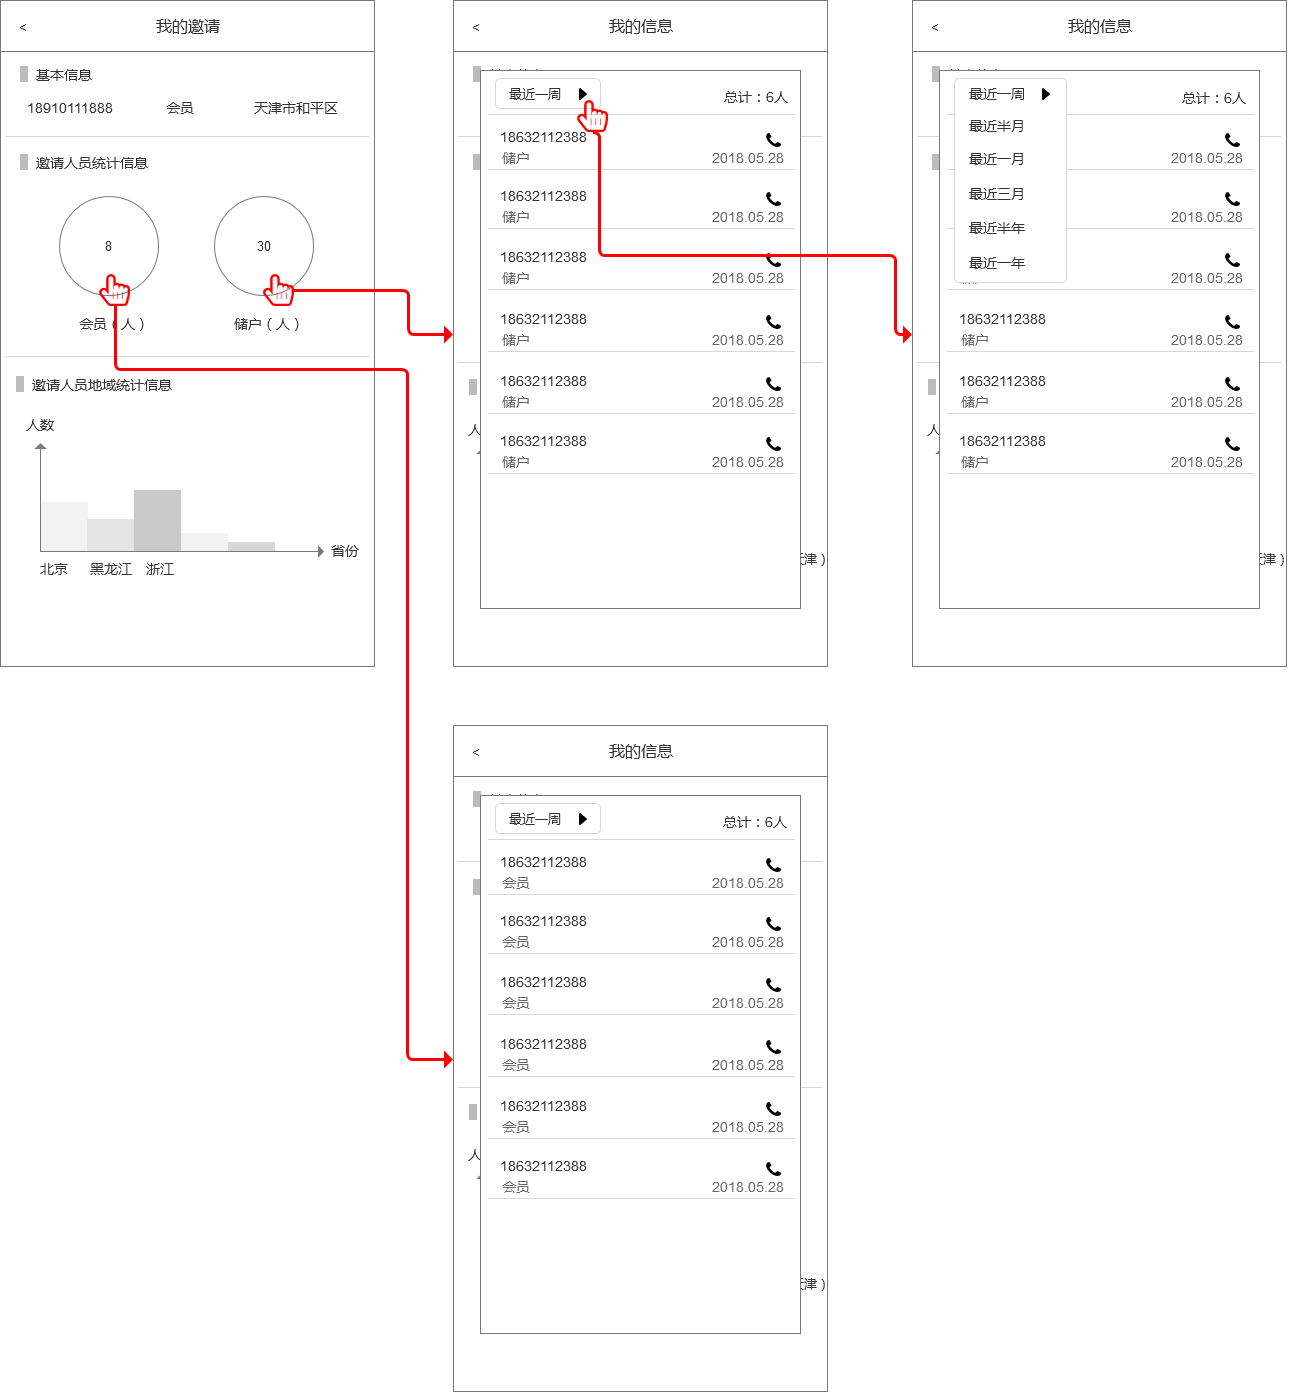 <
我的邀请
基本信息
18910111888 会员 天津市和平区
邀请人员统计信息
8 30
会员（人） 储户（人）
邀请人员地域统计信息
人数
省份
北京 黑龙江 浙江
<
我的信息
最近一周
总计：6人
18632112388
储户 2018.05.28
18632112388
储户 2018.05.28
18632112388
储户 2018.05.28
18632112388
储户 2018.05.28
18632112388
储户 2018.05.28
18632112388
储户 2018.05.28
人
津）
<
我的信息
最近一周
总计：6人
最近半月
最近一月
最近三月
最近半年
最近一年
2018.05.28
2018.05.28
2018.05.28
18632112388
储户 2018.05.28
18632112388
储户 2018.05.28
18632112388
储户 2018.05.28
人
津）
<
我的信息
最近一周
总计：6人
18632112388
会员 2018.05.28
18632112388
会员 2018.05.28
18632112388
会员 2018.05.28
18632112388
会员 2018.05.28
18632112388
会员 2018.05.28
18632112388
会员 2018.05.28
人
津）